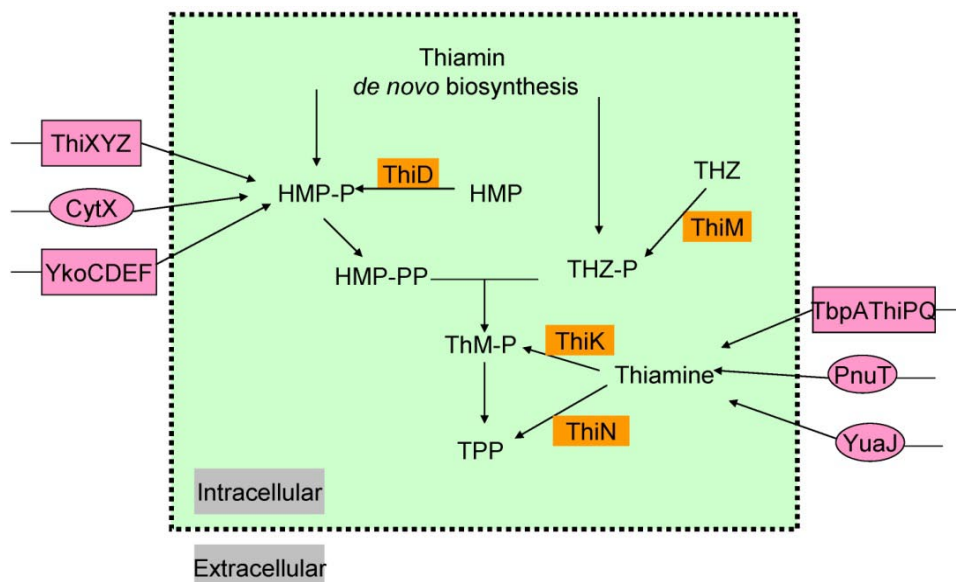 Thiamin
de novo biosynthesis
ThiXYZ
CytX
YkoCDEF
HMP-P
ThiD
HMP
THZ
ThiM
HMP-PP
THZ-P
TbpAThiPQ
ThM-P
ThiK
Thiamine
PnuT
ThiN
YuaJ
TPP
Intracellular
Extracellular